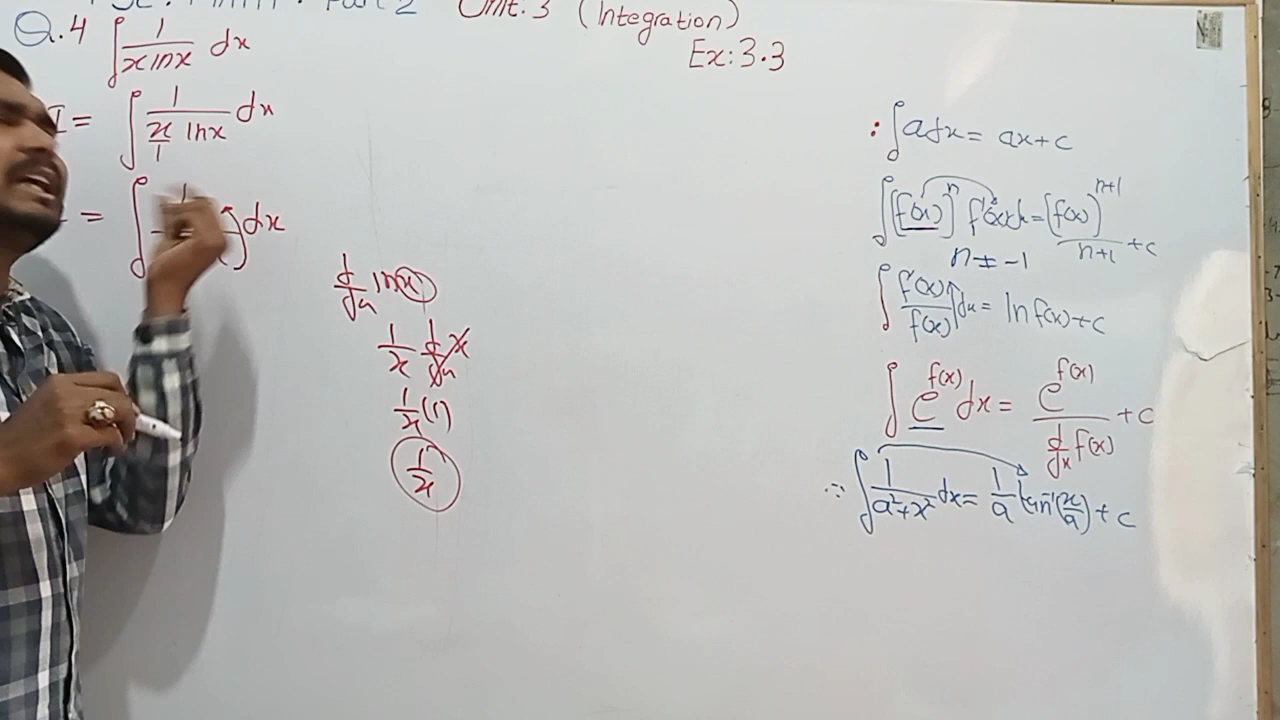 Part 2 Unit: 3 (Integration)
Q.4 ∫ 1/(x lnx) dx
Ex: 3.3
I = ∫ 1/(x/1 lnx) dx
= ∫ dx
d/dx lnx
1/x d/dx x
1/x (1)
1/x
: ∫ a dx = ax + c
∫ [f(x)]^n f'(x)dx = [f(x)]^(n+1)/(n+1) + c
n ≠ -1
∫ f'(x)/f(x) dx = ln f(x) + c
∫ e^f(x) dx = e^f(x)/(d/dx f(x)) + c
∵ ∫ 1/(a²+x²) dx = 1/a tan⁻¹(x/a) + c